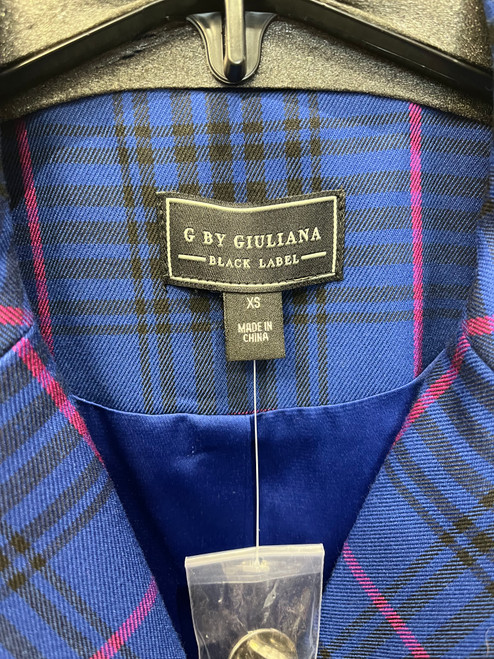 G BY GIULIANA
BLACK LABEL
XS
MADE IN
CHINA